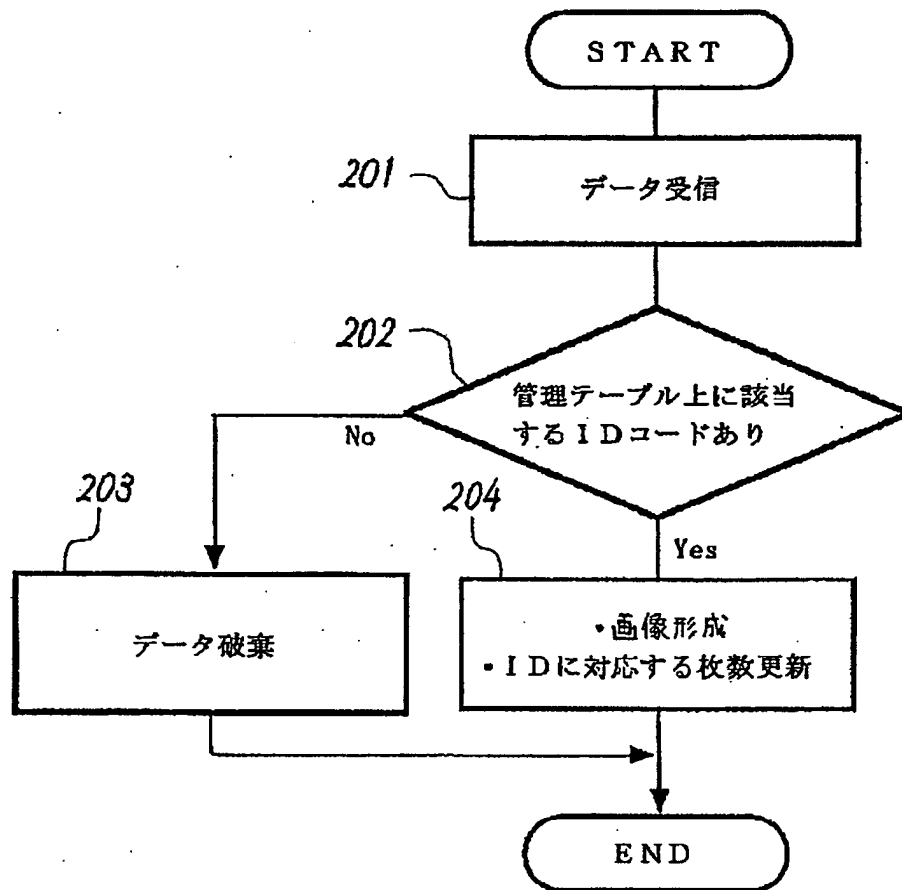 START
201
データ受信
202
管理テーブル上に該当
するIDコードあり
No
203
204
Yes
データ破棄
・画像形成
・IDに対応する枚数更新
END